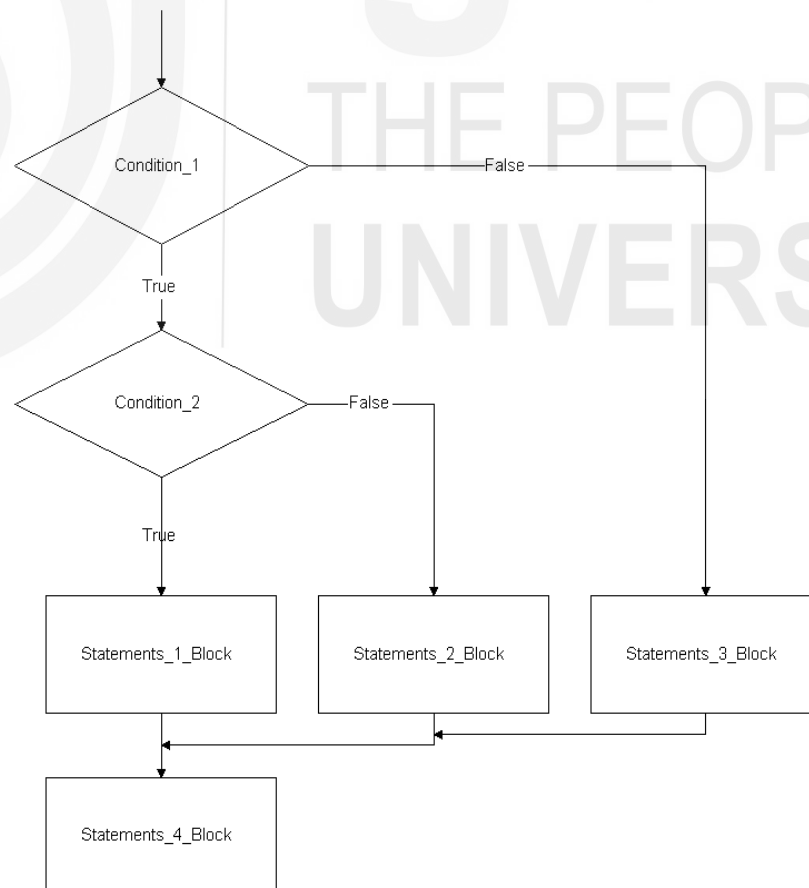 THE PEOP
UNIVERS
Condition_1
False
True
Condition_2
False
True
Statements_1_Block
Statements_2_Block
Statements_3_Block
Statements_4_Block